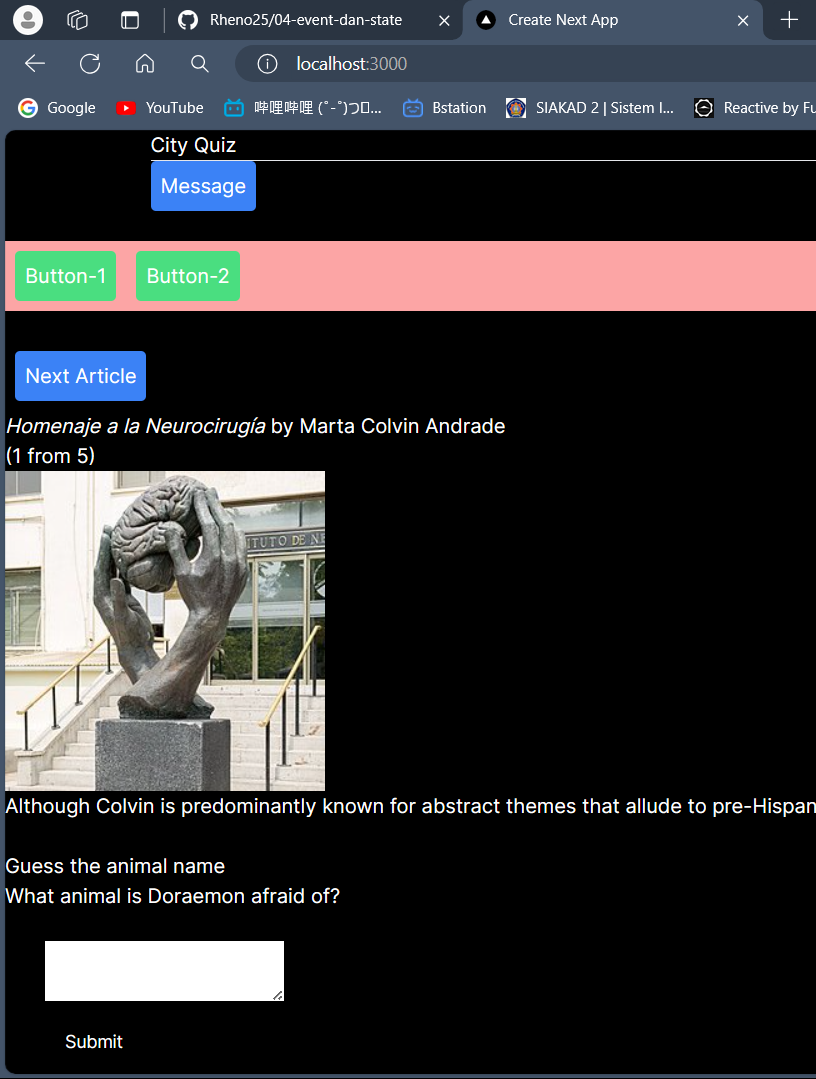 Rheno25/04-event-dan-state
Create Next App
localhost:3000
Google
YouTube
哔哩哔哩 (゜-゜)つ...
Bstation
SIAKAD 2 | Sistem I...
Reactive by Fu
City Quiz
Message
Button-1
Button-2
Next Article
Homenaje a la Neurocirugía by Marta Colvin Andrade
(1 from 5)
ITUTO DE NE
Although Colvin is predominantly known for abstract themes that allude to pre-Hispan
Guess the animal name
What animal is Doraemon afraid of?
Submit